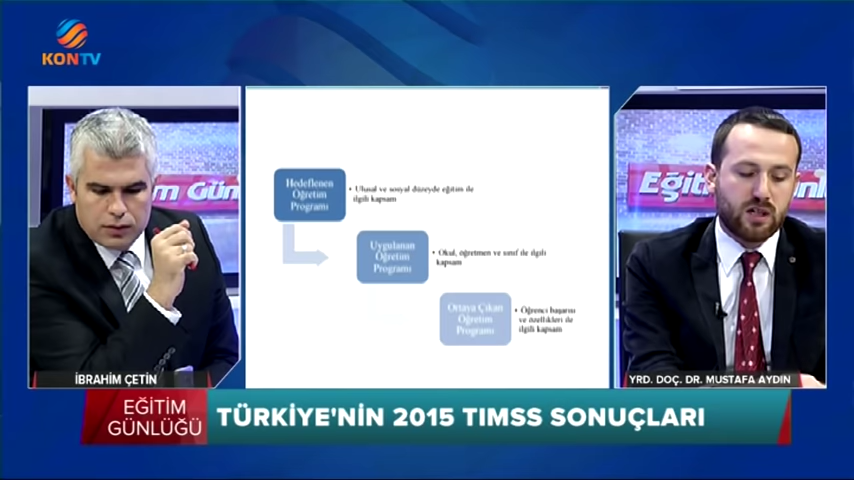 KONTV
Hedeflenen
Öğretim
Programı
• Ulusal ve sosyal düzeyde eğitim ile
ilgili kapsam
Uygulanan
Öğretim
Programı
• Okul, öğretmen ve sınıf ile ilgili
kapsam
Ortaya Çıkan
Öğretim
Programı
• Öğrenci başarısı
ve özellikleri ile
ilgili kapsam
m Gün
Eğiti
İBRAHİM ÇETİN
YRD. DOÇ. DR. MUSTAFA AYDIN
EĞİTİM
GÜNLÜĞÜ
TÜRKİYE'NİN 2015 TIMSS SONUÇLARI